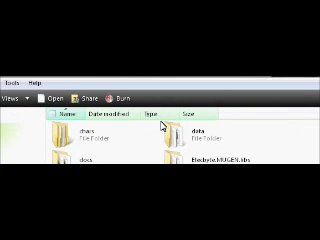 Tools Help
Views Open Share Burn
Name Date modified Type Size
chars data
File Folder File Folder
docs Elecbyte.MUGEN.kbs